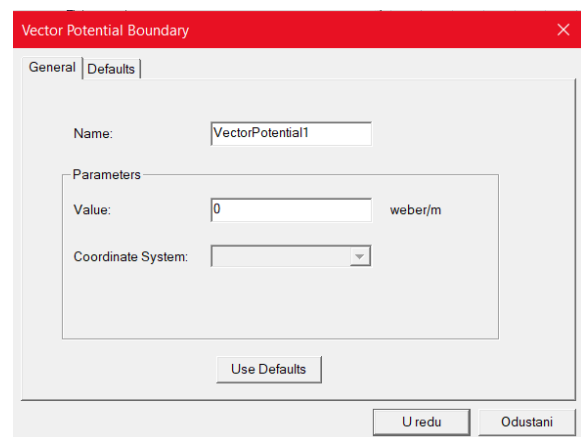 Vector Potential Boundary
General Defaults
Name: VectorPotential1
Parameters
Value: 0 weber/m
Coordinate System:
Use Defaults
U redu Odustani